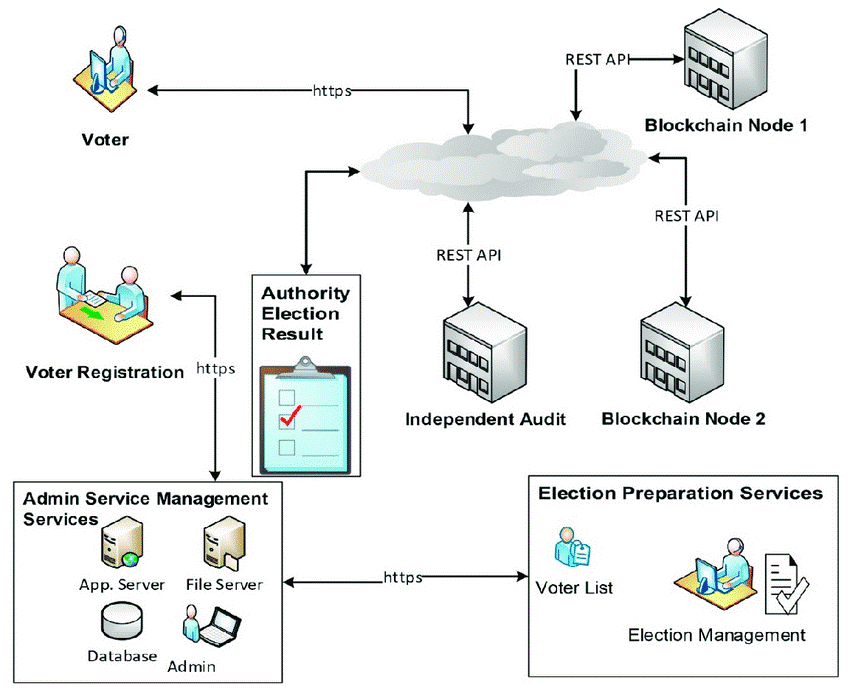 REST API
https
Blockchain Node 1
Voter
REST API
REST API
Authority
Election
Result
Voter Registration
https
Independent Audit
Blockchain Node 2
Admin Service Management
Services
App. Server
File Server
Database
Admin
https
Election Preparation Services
Voter List
Election Management